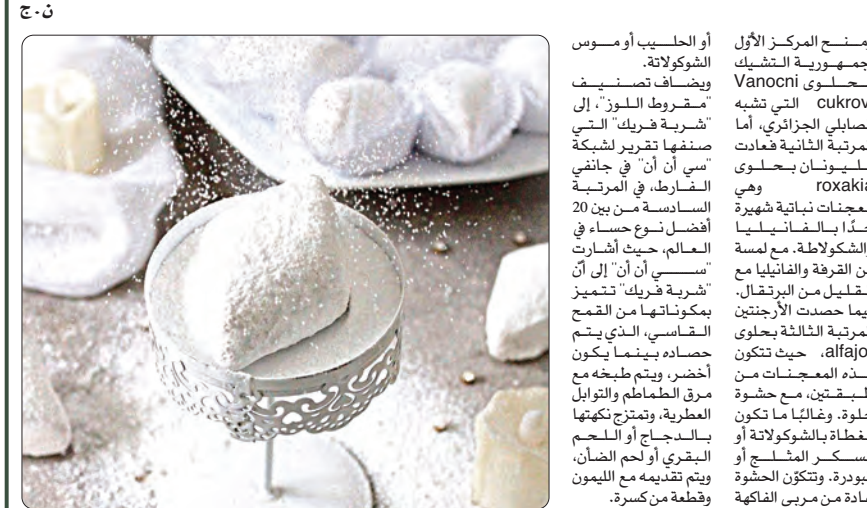 ن.ج
منح المركز الأول
جمهورية التشيك
حلوى Vanocni
cukrov التي تشبه
صابلي الجزائري، أما
لمرتبة الثانية فعادت
لليونان بحلوى
roxakia وهي
معجنات نباتية شهيرة
جدًا بالفانيليا
والشكولاطة. مع لمسة
من القرفة والفانيليا مع
قليل من البرتقال.
فيما حصدت الأرجنتين
لمرتبة الثالثة بحلوى
alfajo، حيث تتكون
هذه المعجنات من
طبقتين، مع حشوة
حلوة. وغالبًا ما تكون
مغطاة بالشوكولاتة أو
سكر المثلج أو
بودرة. وتتكوّن الحشوة
عادة من مربى الفاكهة
أو الحليب أو موس
الشوكولاتة.
ويضاف تصنيف
"مقروط اللوز"، إلى
"شربة فريك" التي
صنفها تقرير لشبكة
"سي أن أن" في جانفي
الفارط، في المرتبة
السادسة من بين 20
أفضل نوع حساء في
العالم، حيث أشارت
"سي أن أن" إلى أنّ
"شربة فريك" تتميز
بمكوناتها من القمح
القاسي، الذي يتم
حصاده بينما يكون
أخضر، ويتم طبخه مع
مرق الطماطم والتوابل
العطرية، وتمتزج نكهتها
بالدجاج أو اللحم
البقري أو لحم الضأن،
ويتم تقديمه مع الليمون
وقطعة من كسرة.